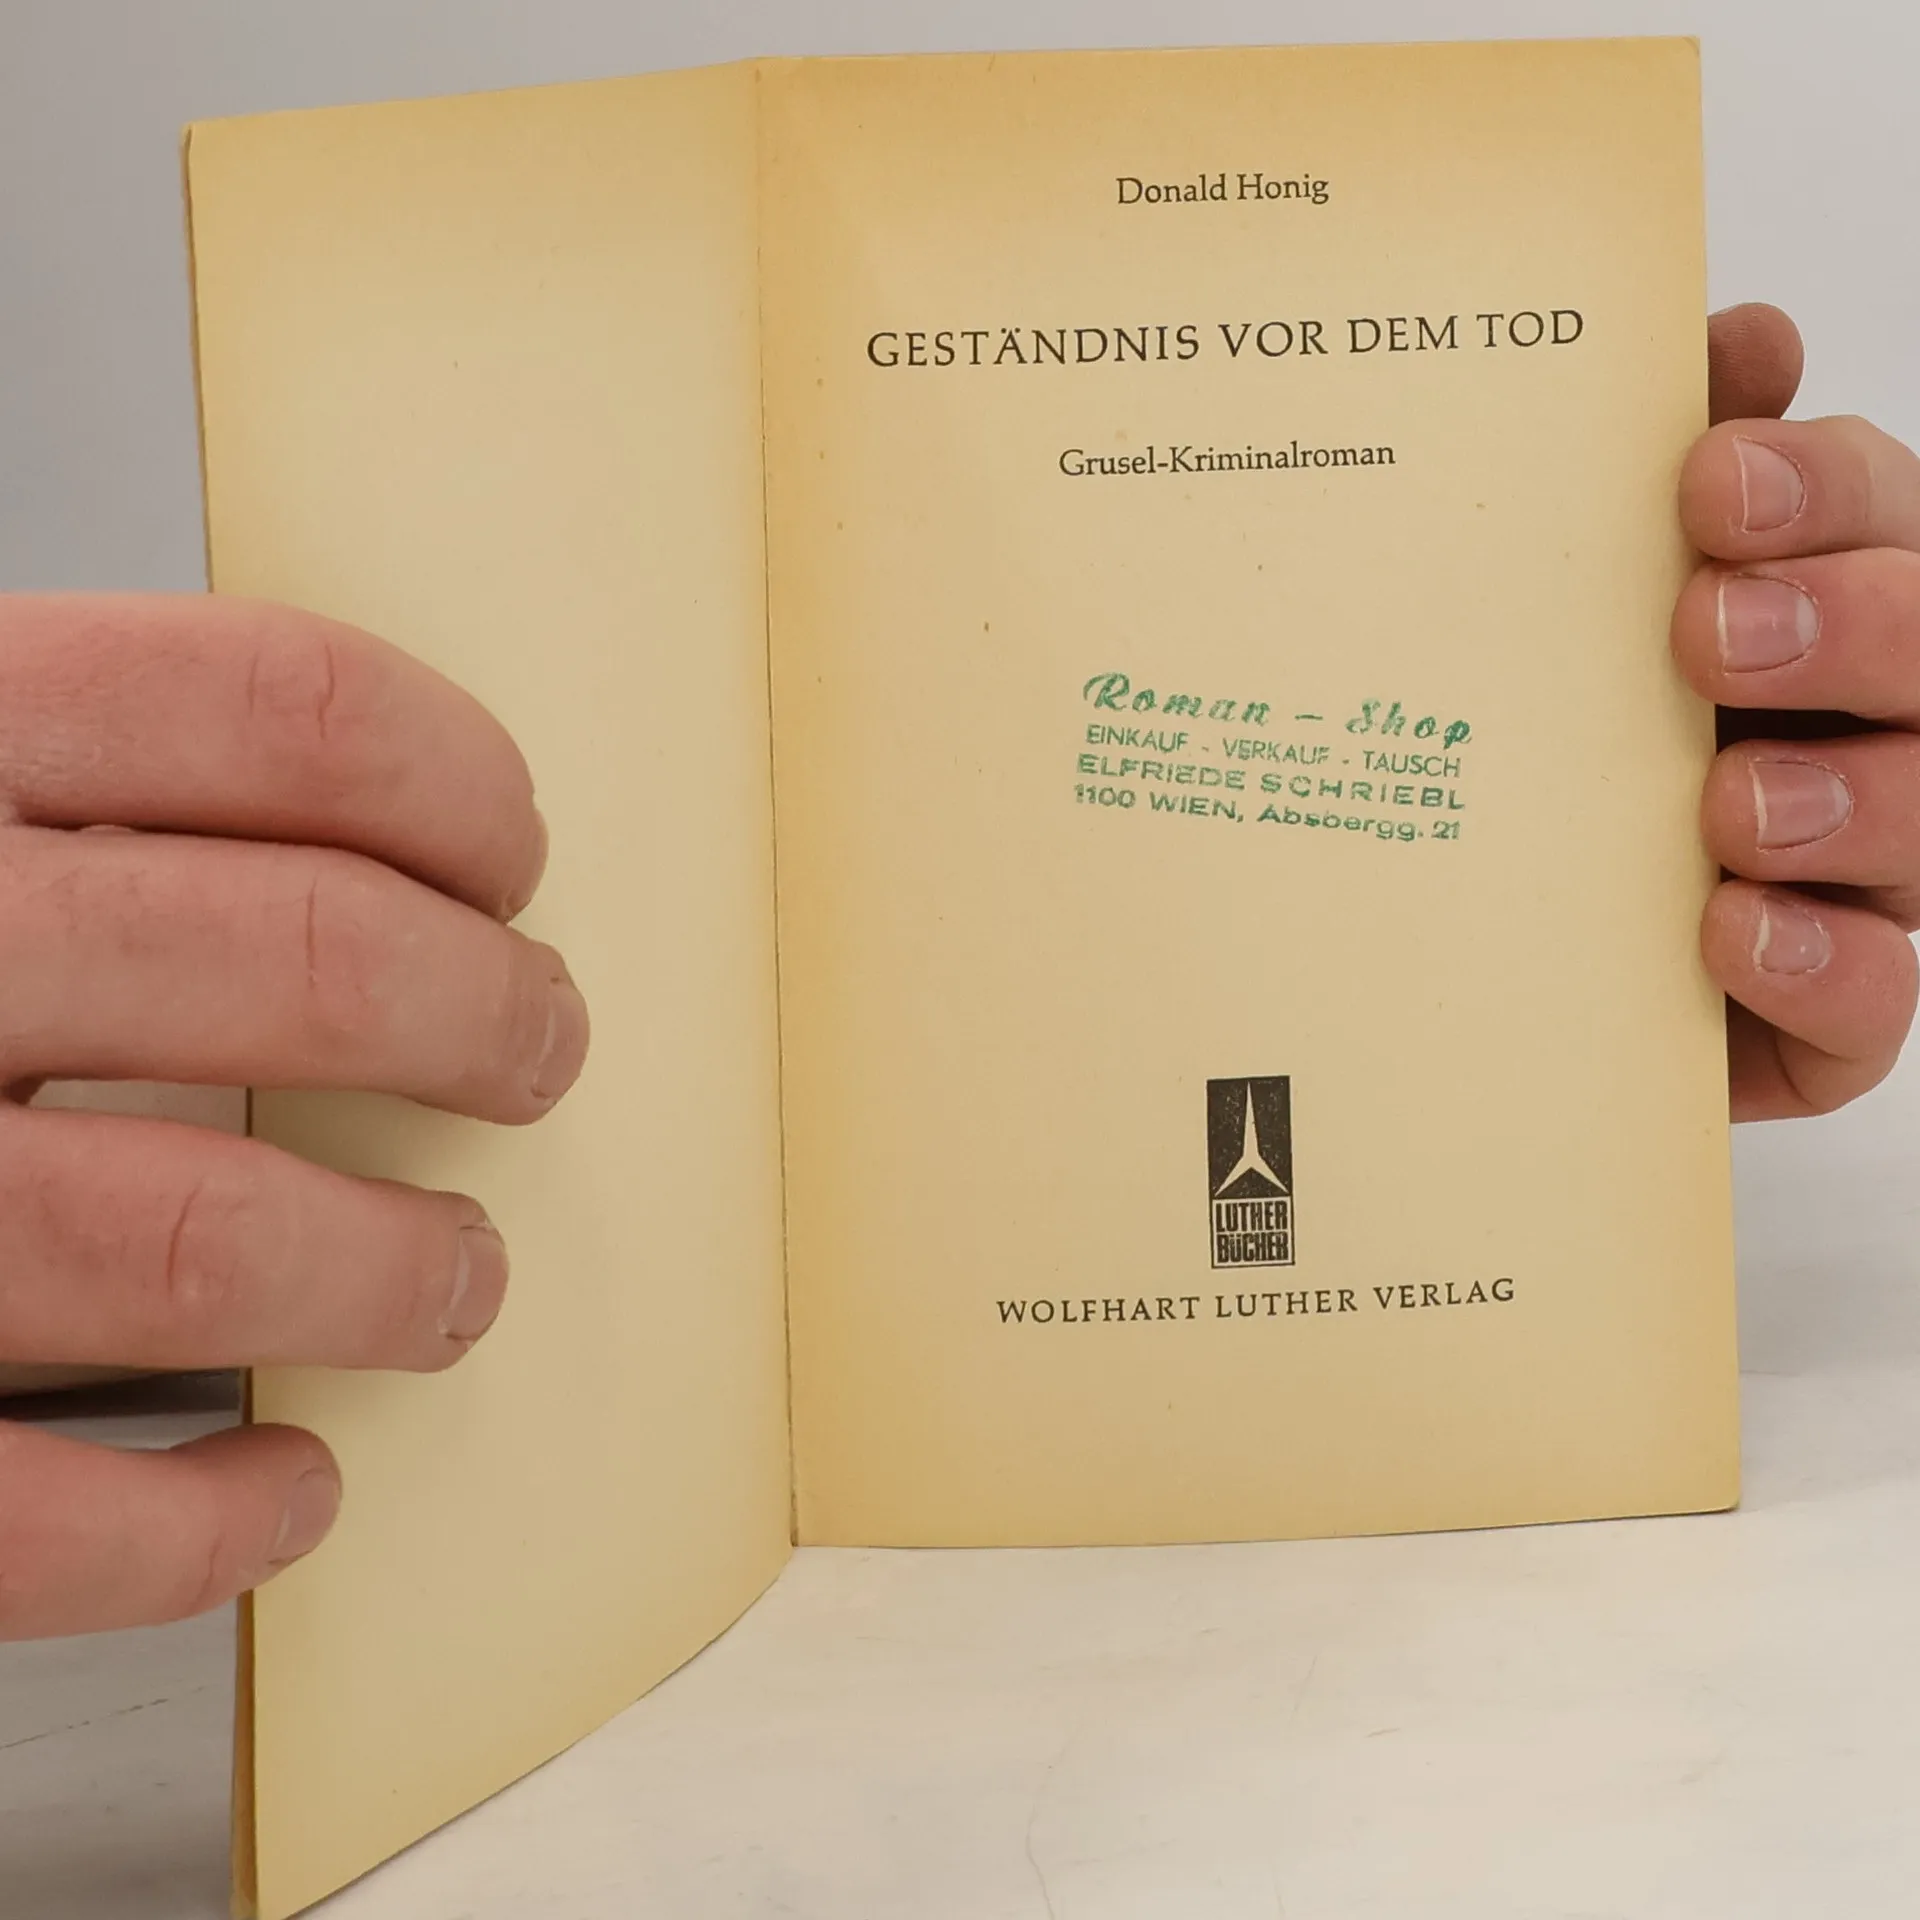 Donald Honig
GESTÄNDNIS VOR DEM TOD
Grusel-Kriminalroman
Roman – Shop
EINKAUF - VERKAUF - TAUSCH
ELFRIEDE SCHRIEBL
1100 WIEN, Absbergg. 21
LUTHER
BÜCHER
WOLFHART LUTHER VERLAG